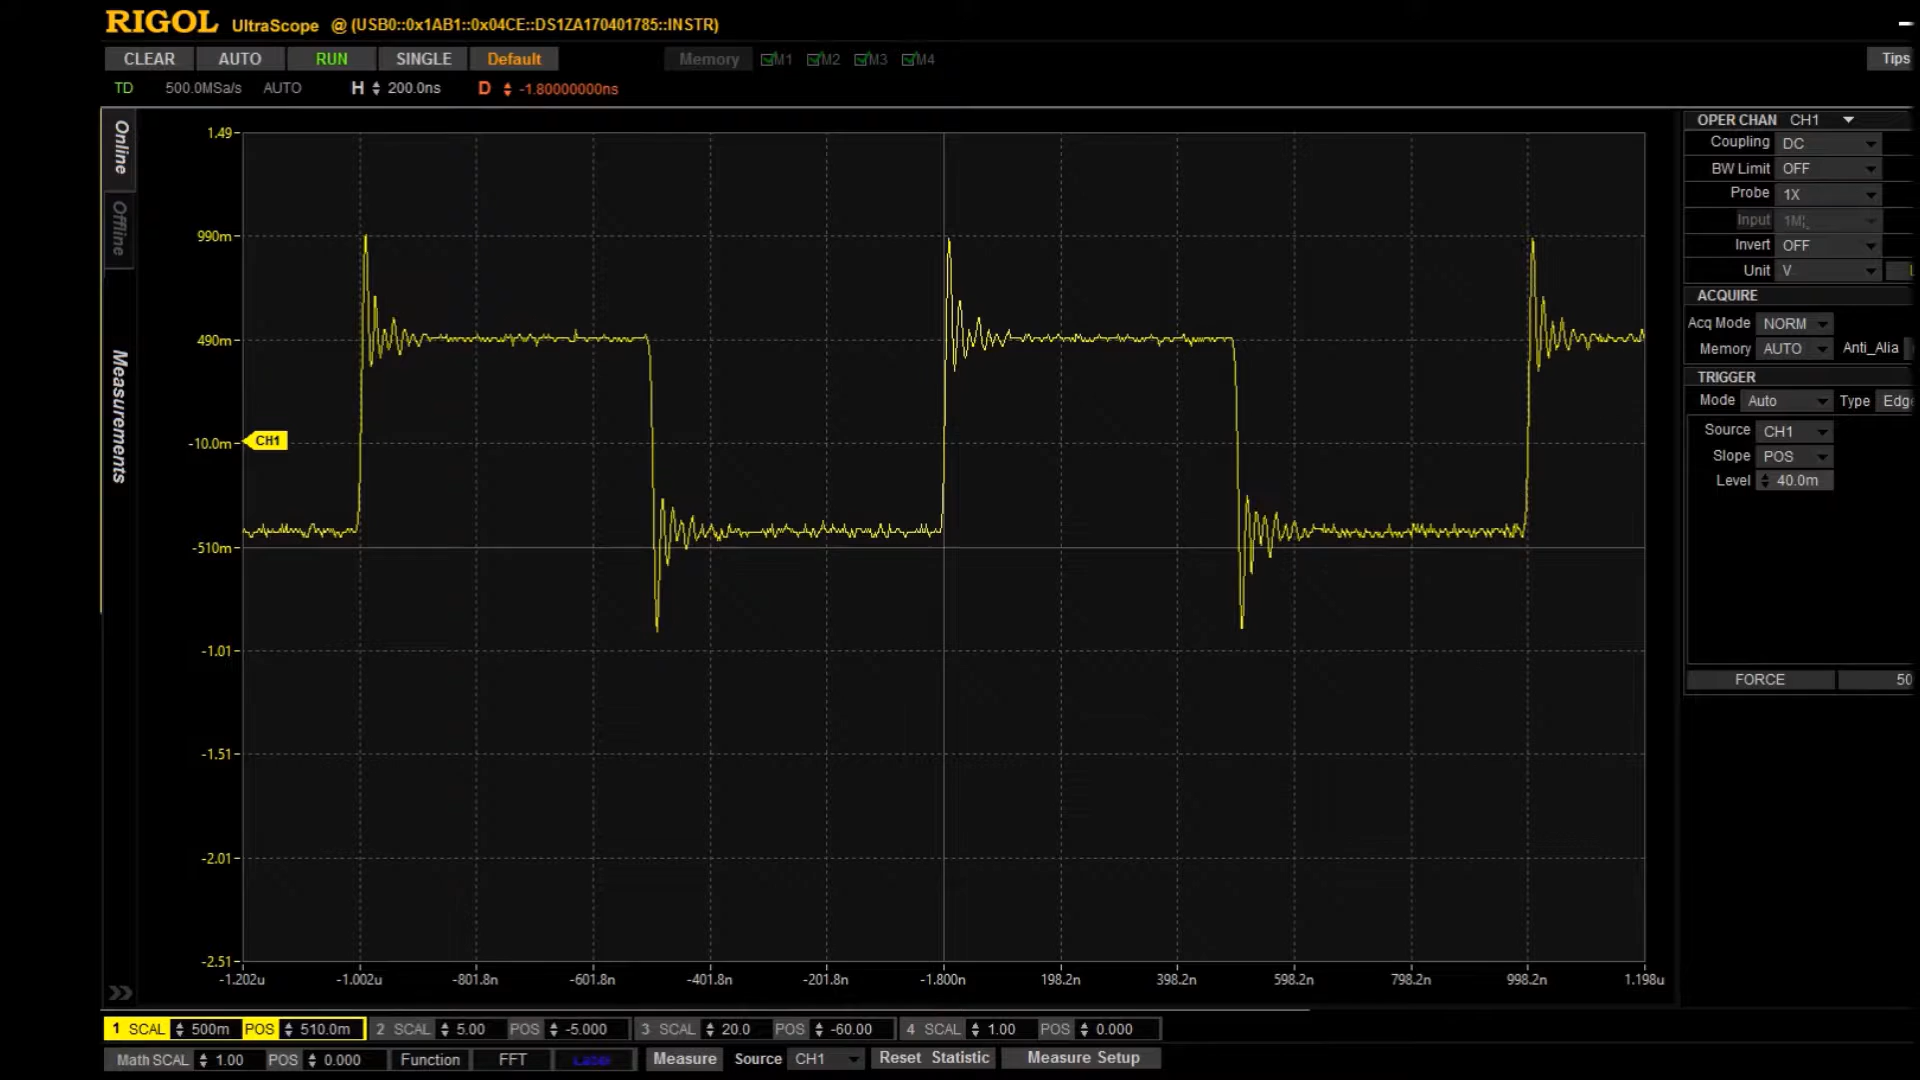 RIGOL UltraScope @ (USB0::0x1AB1::0x04CE::DS1ZA170401785::INSTR)
CLEAR AUTO RUN SINGLE Default Memory M1 M2 M3 M4 Tips
TD 500.0MSa/s AUTO H 200.0ns D -1.80000000ns
Online
Offline
Measurements
1.49
990m
490m
-10.0m
-510m
-1.01
-1.51
-2.01
-2.51
CH1
-1.202u -1.002u -801.8n -601.8n -401.8n -201.8n -1.800n 198.2n 398.2n 598.2n 798.2n 998.2n 1.198u
OPER CHAN CH1
Coupling DC
BW Limit OFF
Probe 1X
Input
Invert OFF
Unit V
ACQUIRE
Acq Mode NORM
Memory AUTO Anti_Alia
TRIGGER
Mode Auto Type Edg
Source CH1
Slope POS
Level 40.0m
FORCE 50
1 SCAL 500m POS 510.0m 2 SCAL 5.00 POS -5.000 3 SCAL 20.0 POS -60.00 4 SCAL 1.00 POS 0.000
Math SCAL 1.00 POS 0.000 Function FFT Measure Source CH1 Reset Statistic Measure Setup